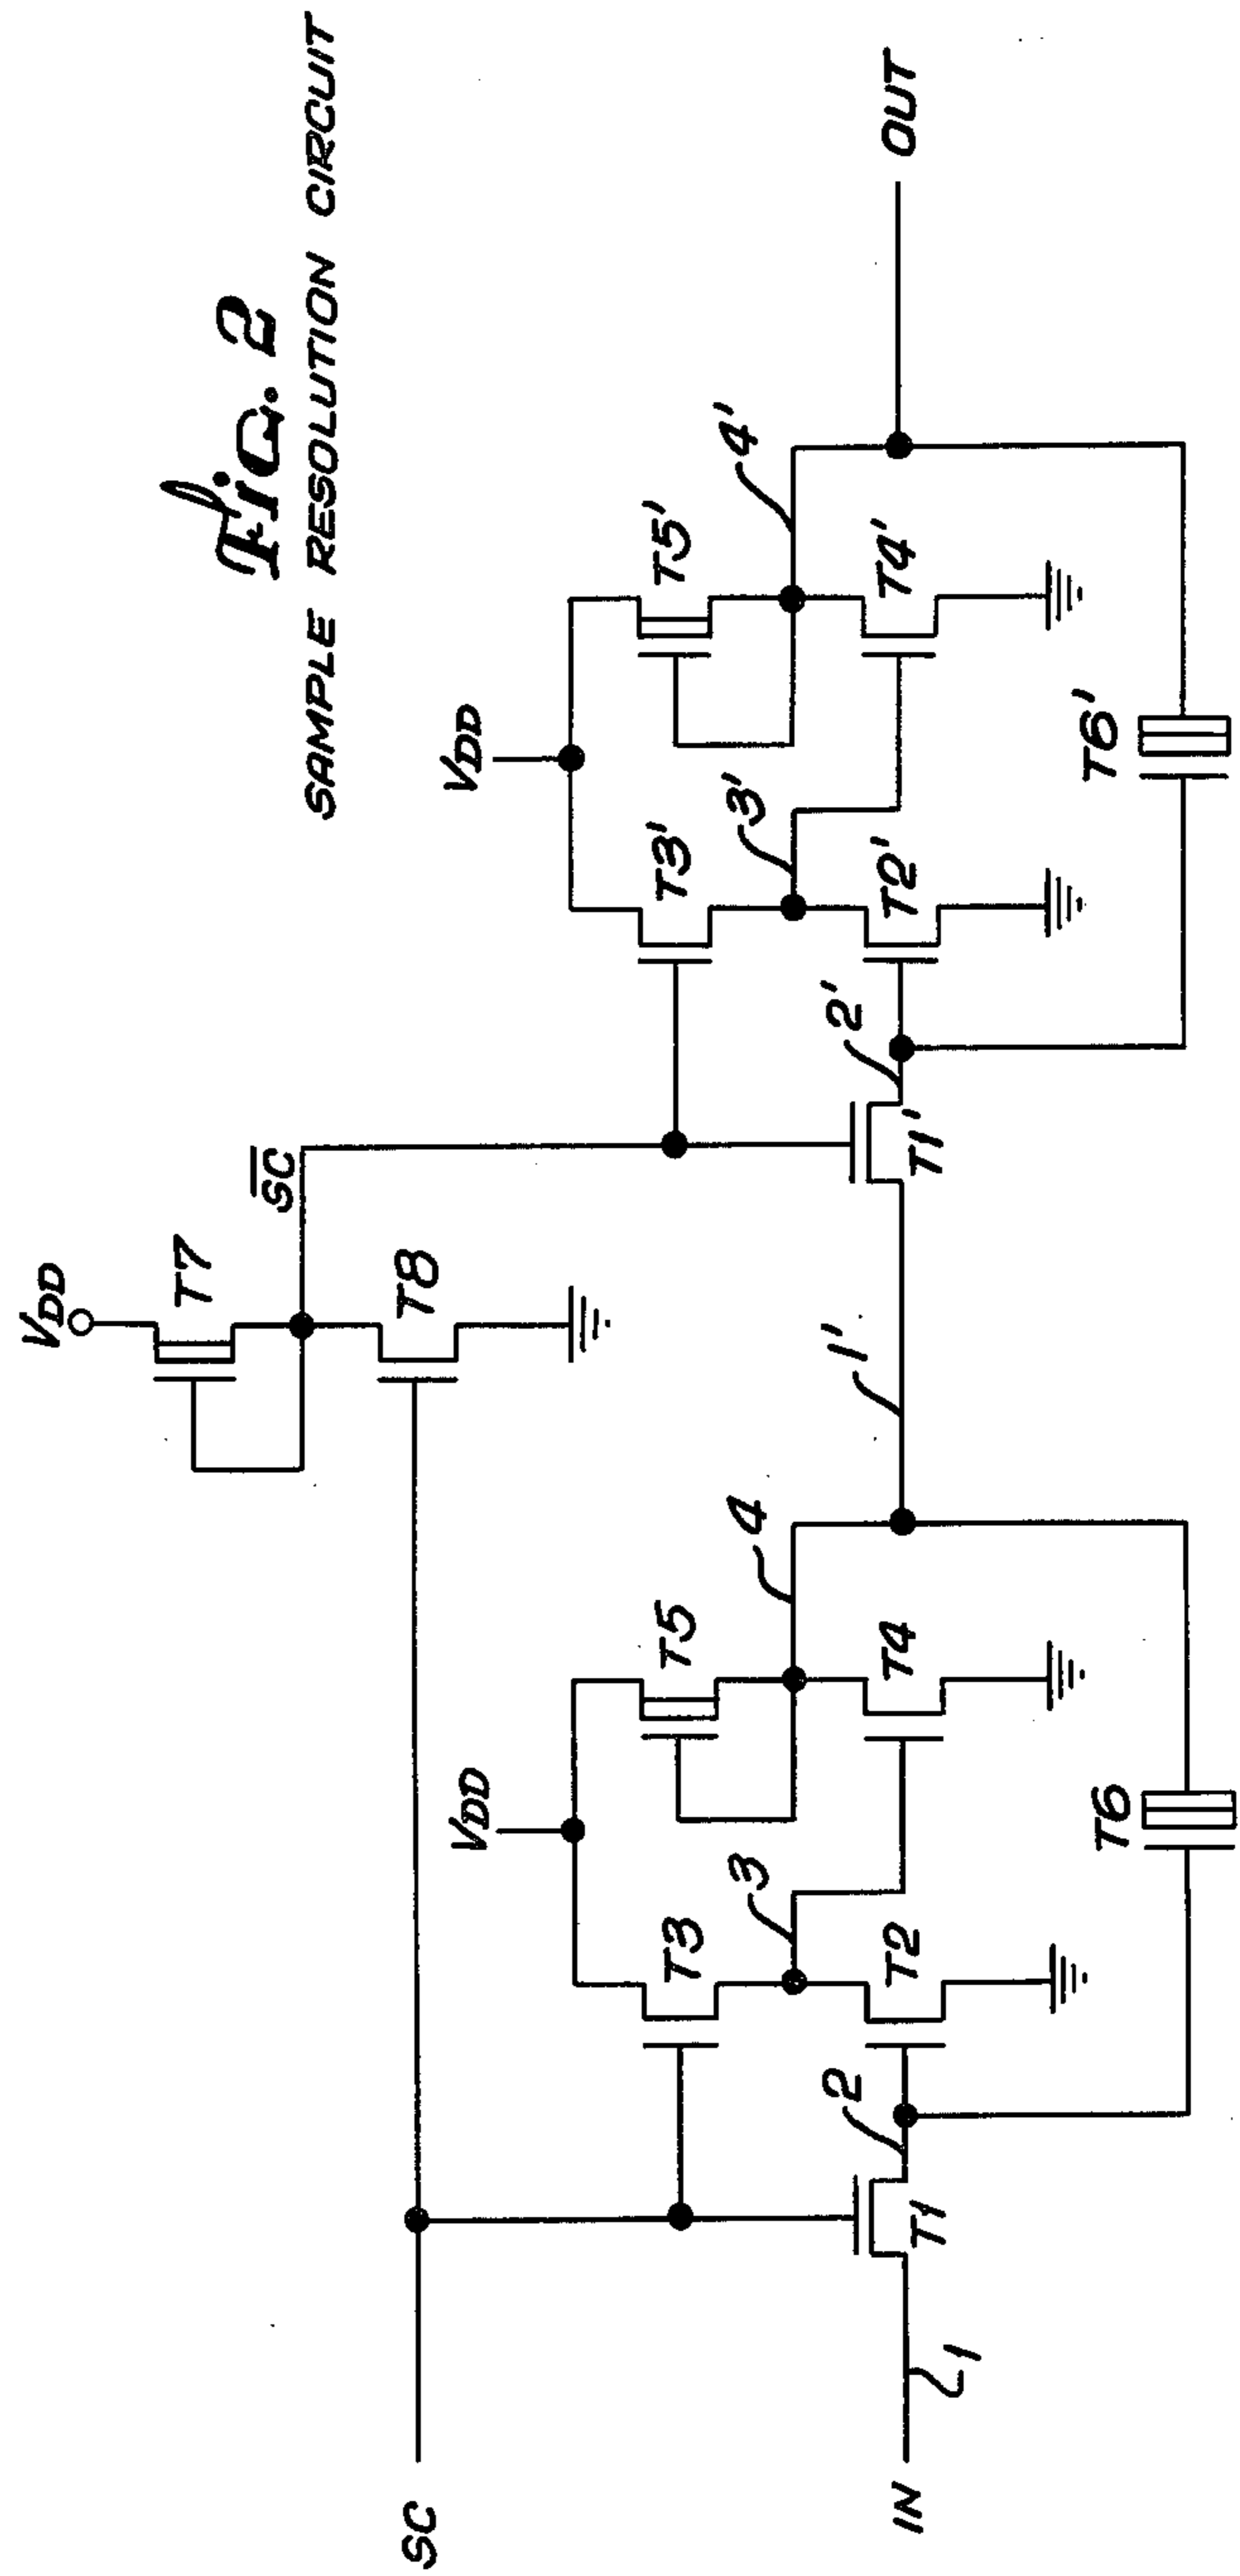 Fig. 2
SAMPLE RESOLUTION CIRCUIT
VDD
T7
SC
T8
SC
VDD
VDD
T3
T5
T3'
T5'
3
4
3'
4'
IN
1
T1
2
T2
T4
1'
T1'
2'
T2'
T4'
OUT
T6
T6'